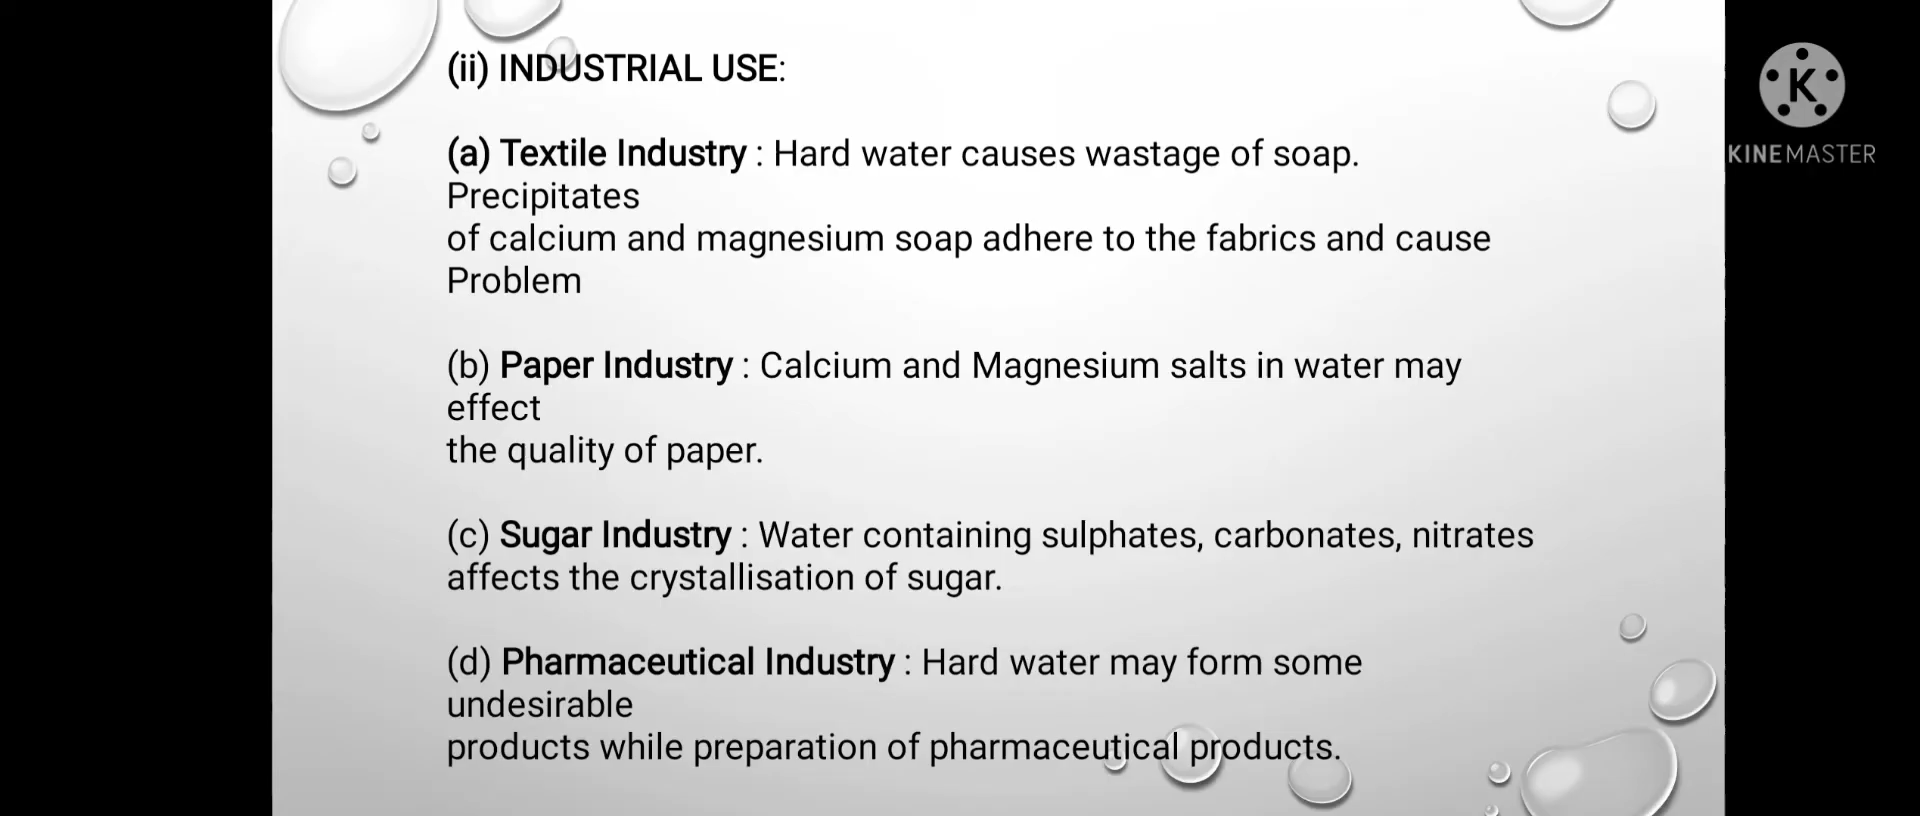 (ii) INDUSTRIAL USE:
(a) Textile Industry : Hard water causes wastage of soap.
Precipitates
of calcium and magnesium soap adhere to the fabrics and cause
Problem
(b) Paper Industry : Calcium and Magnesium salts in water may
effect
the quality of paper.
(c) Sugar Industry : Water containing sulphates, carbonates, nitrates
affects the crystallisation of sugar.
(d) Pharmaceutical Industry : Hard water may form some
undesirable
products while preparation of pharmaceutical products.
K
KINEMASTER